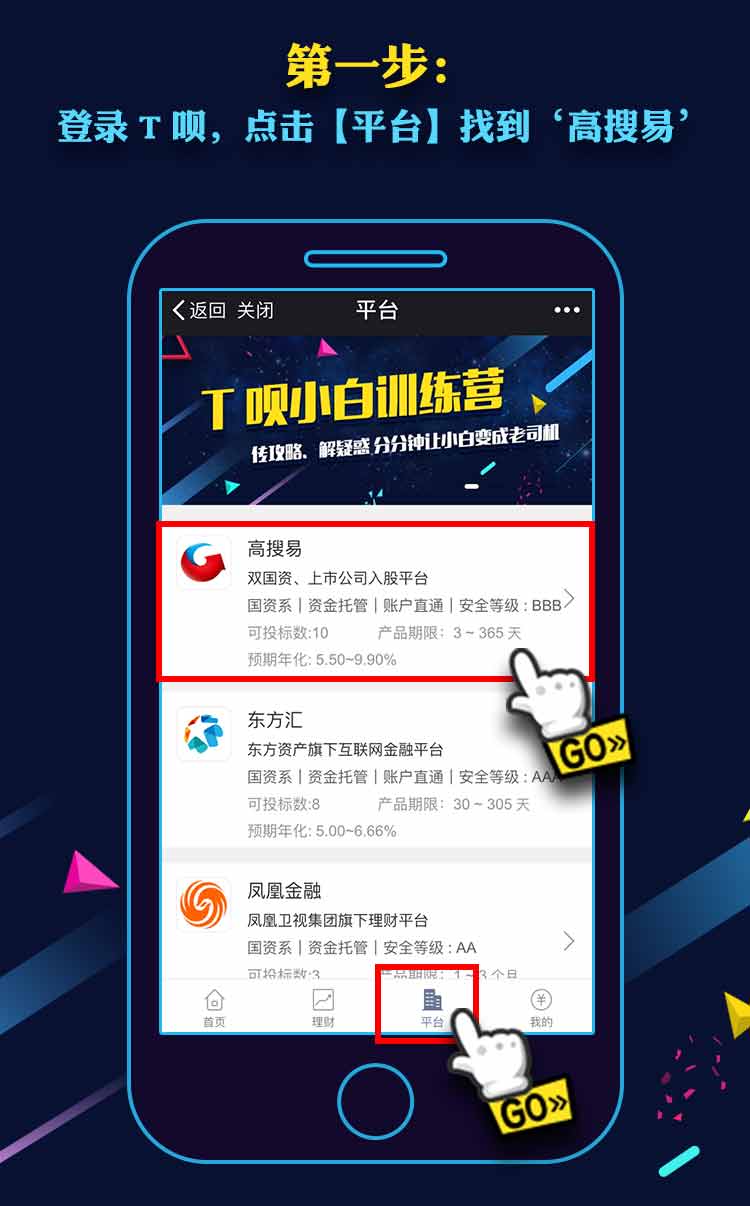 第一步：
登录 T 呗，点击【平台】找到‘高搜易’
返回 关闭 平台 •••
T 呗小白训练营
传攻略、解疑惑,分分钟让小白变成老司机
高搜易
双国资、上市公司入股平台
国资系 | 资金托管 | 账户直通 | 安全等级 : BBB
可投标数:10 产品期限：3 ~ 365 天
预期年化: 5.50~9.90%
GO»
东方汇
东方资产旗下互联网金融平台
国资系 | 资金托管 | 账户直通 | 安全等级 : AAA
可投标数:8 产品期限：30 ~ 305 天
预期年化: 5.00~6.66%
凤凰金融
凤凰卫视集团旗下理财平台
国资系 | 资金托管 | 安全等级 : AA
可投标数:3 产品期限：1 ~ 3 个月
首页 理财 平台 我的
GO»